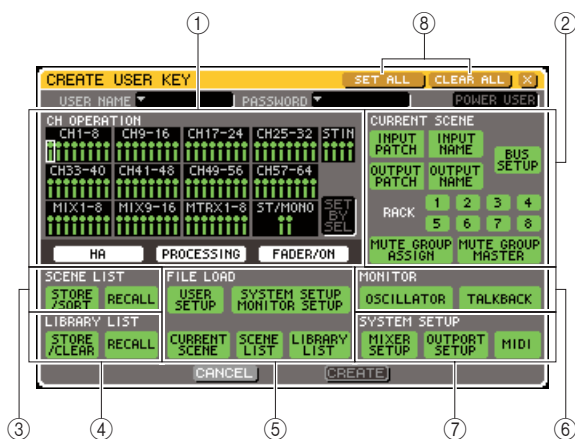 ① ⑧ ②
CREATE USER KEY SET ALL CLEAR ALL X
USER NAME PASSWORD POWER USER
CH OPERATION
CH1-8 CH9-16 CH17-24 CH25-32 STIN
CH33-40 CH41-48 CH49-56 CH57-64
MIX1-8 MIX9-16 MTRX1-8 ST/MONO SET BY SEL
HA PROCESSING FADER/ON
CURRENT SCENE
INPUT PATCH INPUT NAME BUS SETUP
OUTPUT PATCH OUTPUT NAME
RACK 1 2 3 4
5 6 7 8
MUTE GROUP ASSIGN MUTE GROUP MASTER
SCENE LIST
STORE /SORT RECALL
LIBRARY LIST
STORE /CLEAR RECALL
FILE LOAD
USER SETUP SYSTEM SETUP MONITOR SETUP
CURRENT SCENE SCENE LIST LIBRARY LIST
MONITOR
OSCILLATOR TALKBACK
SYSTEM SETUP
MIXER SETUP OUTPORT SETUP MIDI
CANCEL CREATE
③ ④ ⑤ ⑦ ⑥